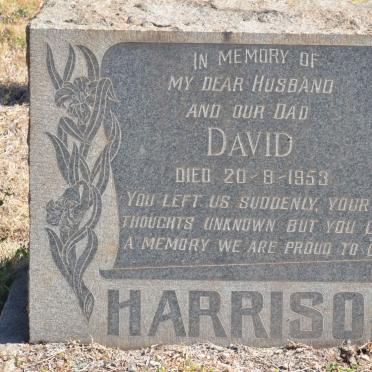 IN MEMORY OF
MY DEAR HUSBAND
AND OUR DAD
DAVID
DIED 20-8-1953
YOU LEFT US SUDDENLY, YOUR
THOUGHTS UNKNOWN BUT YOU L
A MEMORY WE ARE PROUD TO
HARRISO